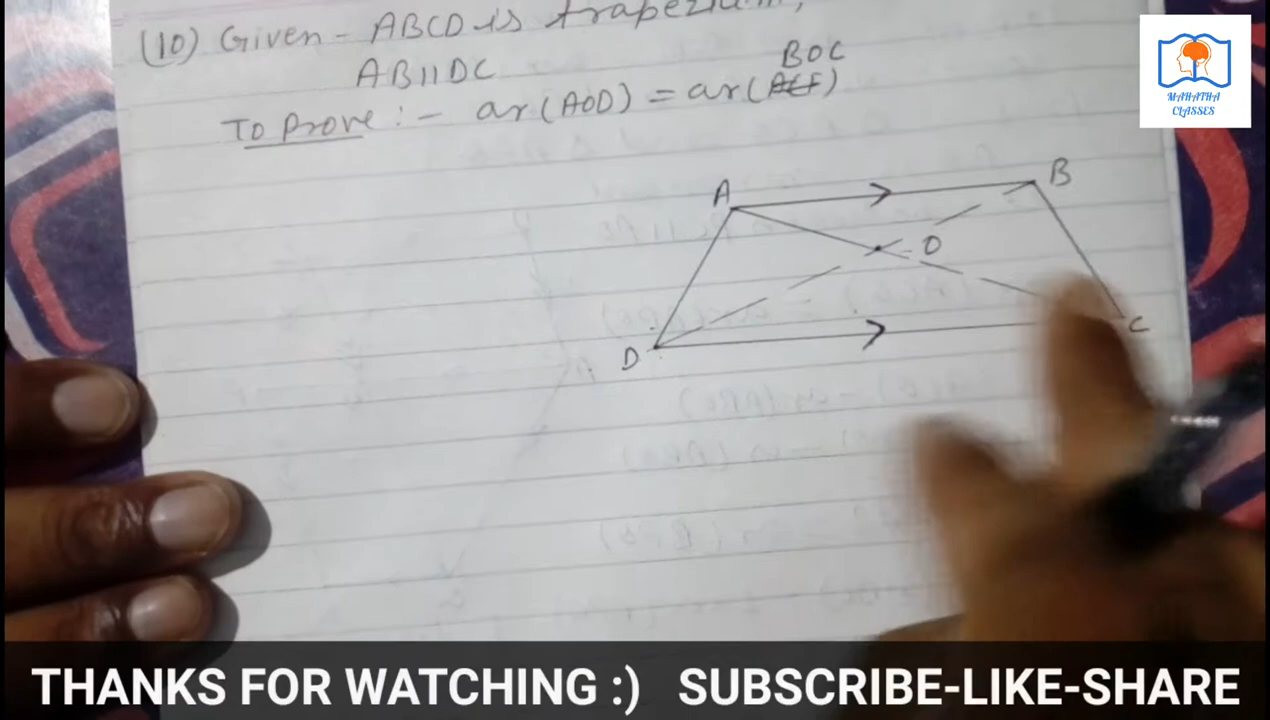 (10) Given - ABCD is trapezium,
AB||DC
BOC
To Prove :- ar(AOD) = ar( )
A
B
O
D
C
MAHATHA
CLASSES
THANKS FOR WATCHING :) SUBSCRIBE-LIKE-SHARE